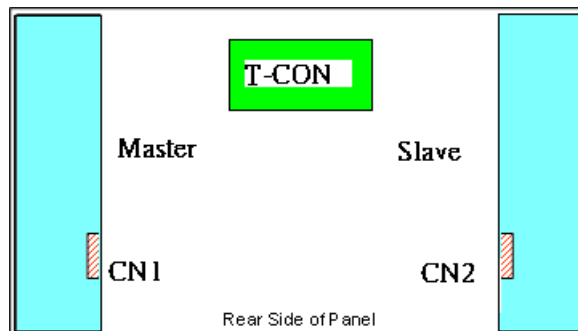 T-CON
Master
Slave
CN1
CN2
Rear Side of Panel